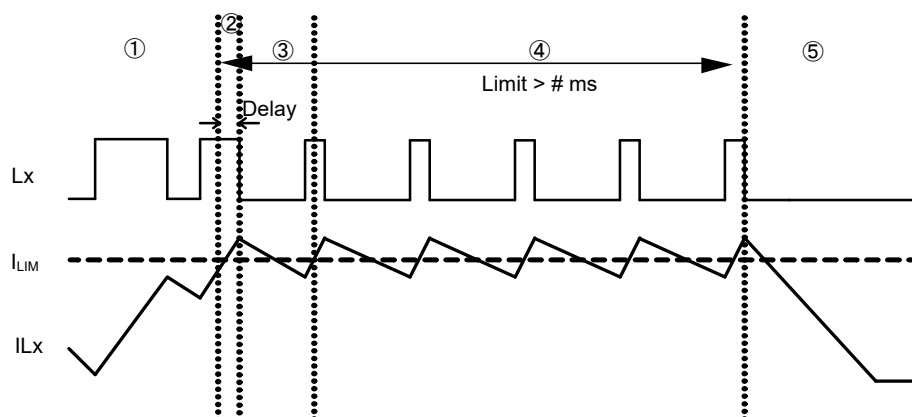 ① ② ③ ④ ⑤
Limit > # ms
Delay
Lx
ILIM
ILx